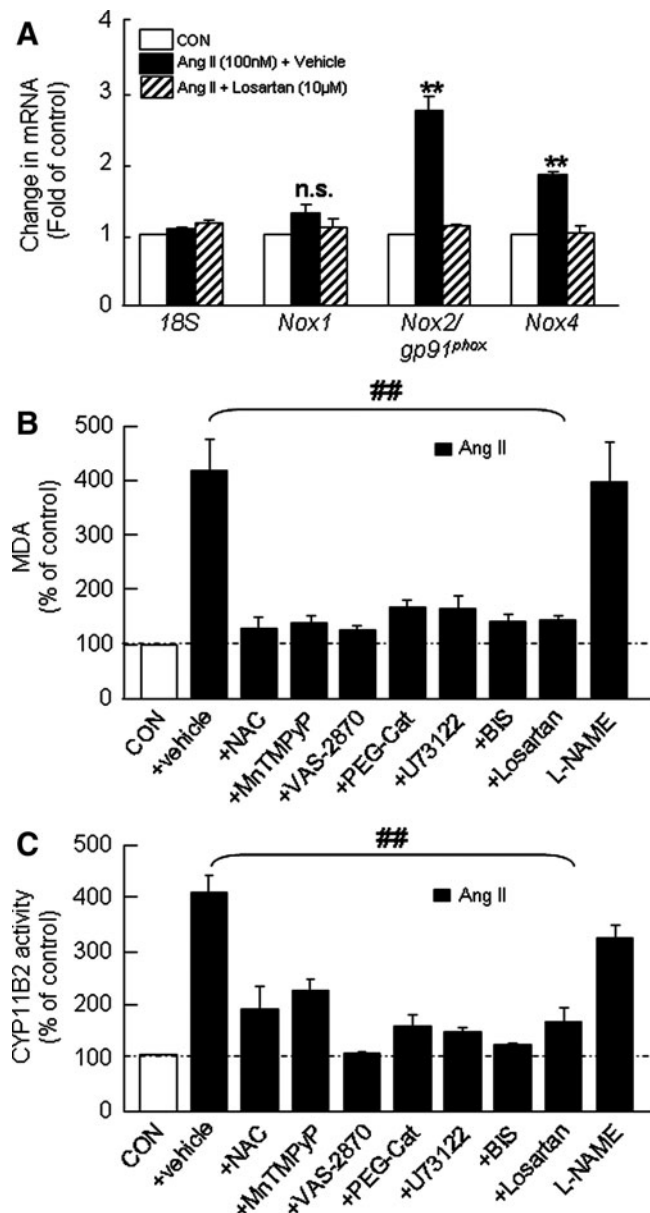 A
4
3
2
1
0
Change in mRNA
(Fold of control)
CON
Ang II (100nM) + Vehicle
Ang II + Losartan (10µM)
n.s.
**
**
18S Nox1 Nox2/ Nox4
gp91phox
B
##
500
400
300
200
100
0
MDA
(% of control)
Ang II
CON
+vehicle
+NAC
+MnTMPyP
+VAS-2870
+PEG-Cat
+U73122
+BIS
+Losartan
L-NAME
C
##
500
400
300
200
100
0
CYP11B2 activity
(% of control)
Ang II
CON
+vehicle
+NAC
+MnTMPyP
+VAS-2870
+PEG-Cat
+U73122
+BIS
+Losartan
L-NAME